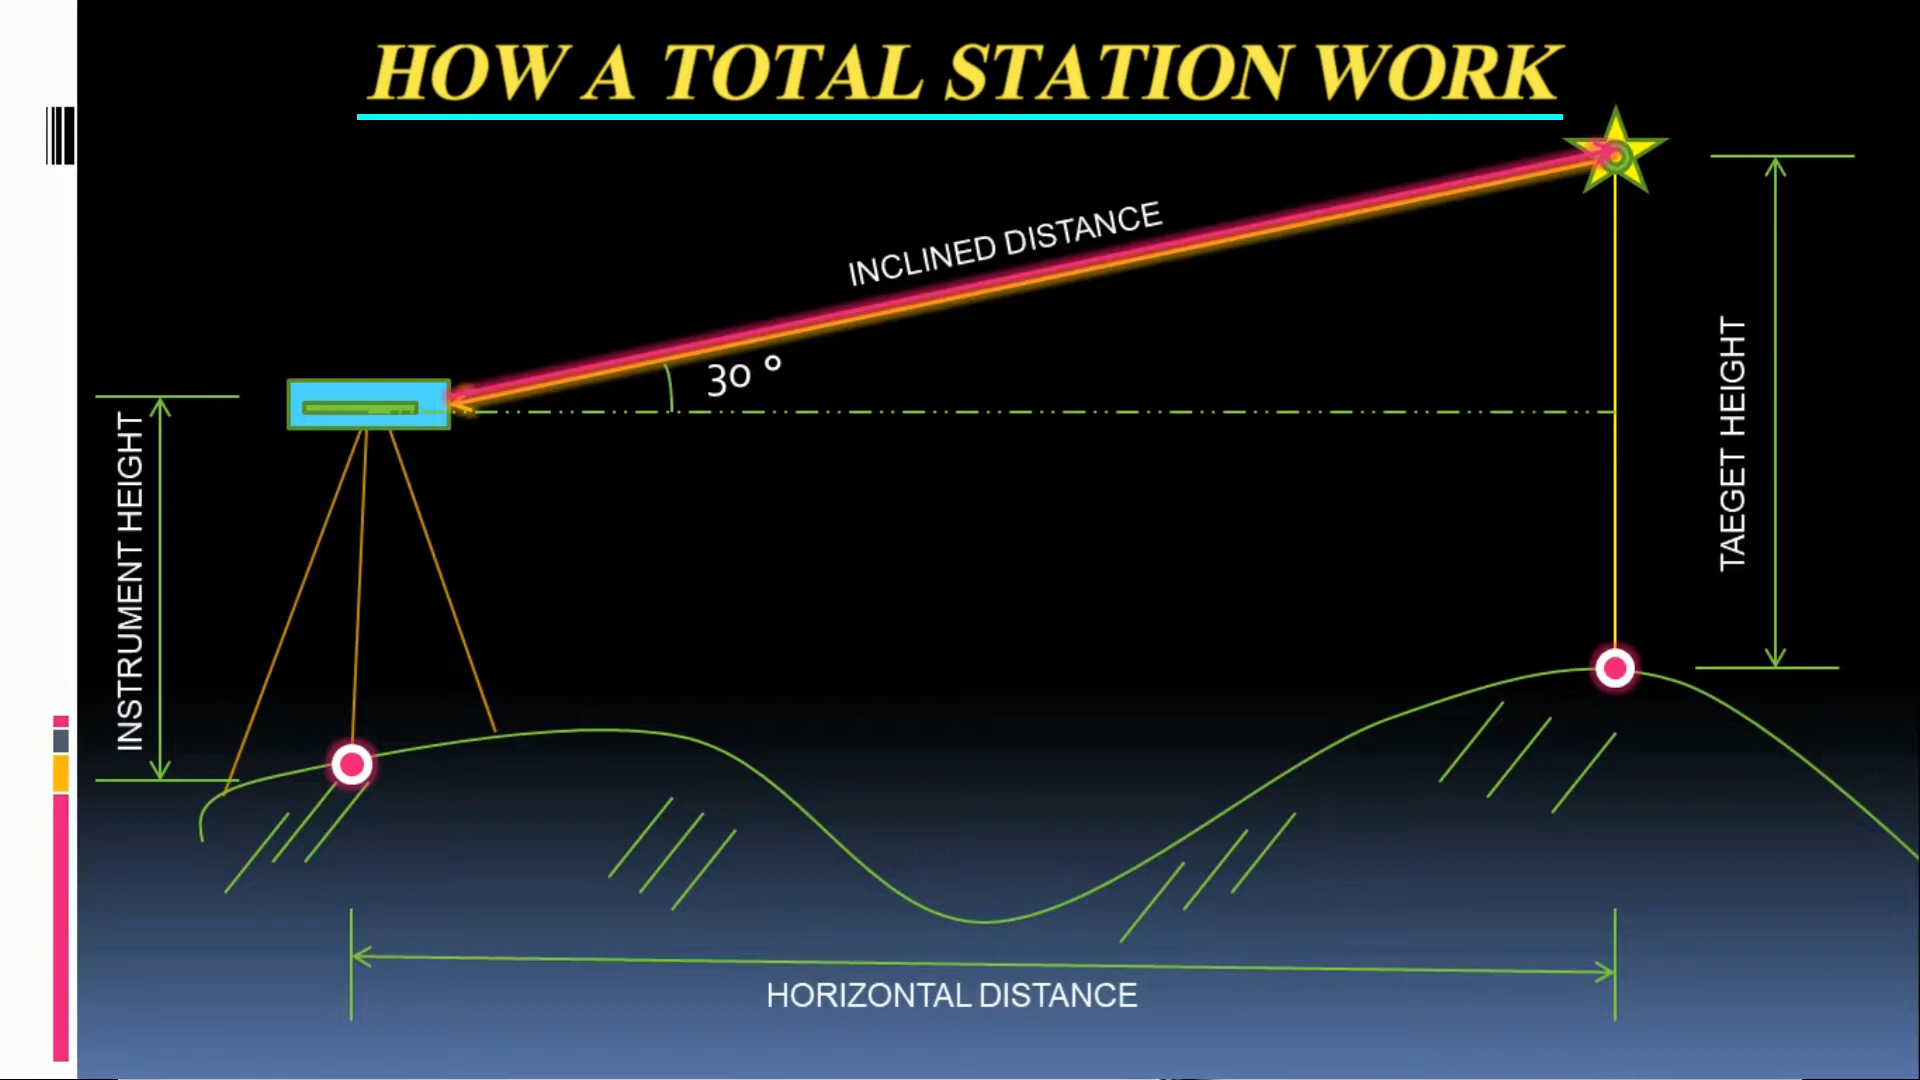 HOW A TOTAL STATION WORK
INCLINED DISTANCE
30 °
INSTRUMENT HEIGHT
TAEGET HEIGHT
HORIZONTAL DISTANCE